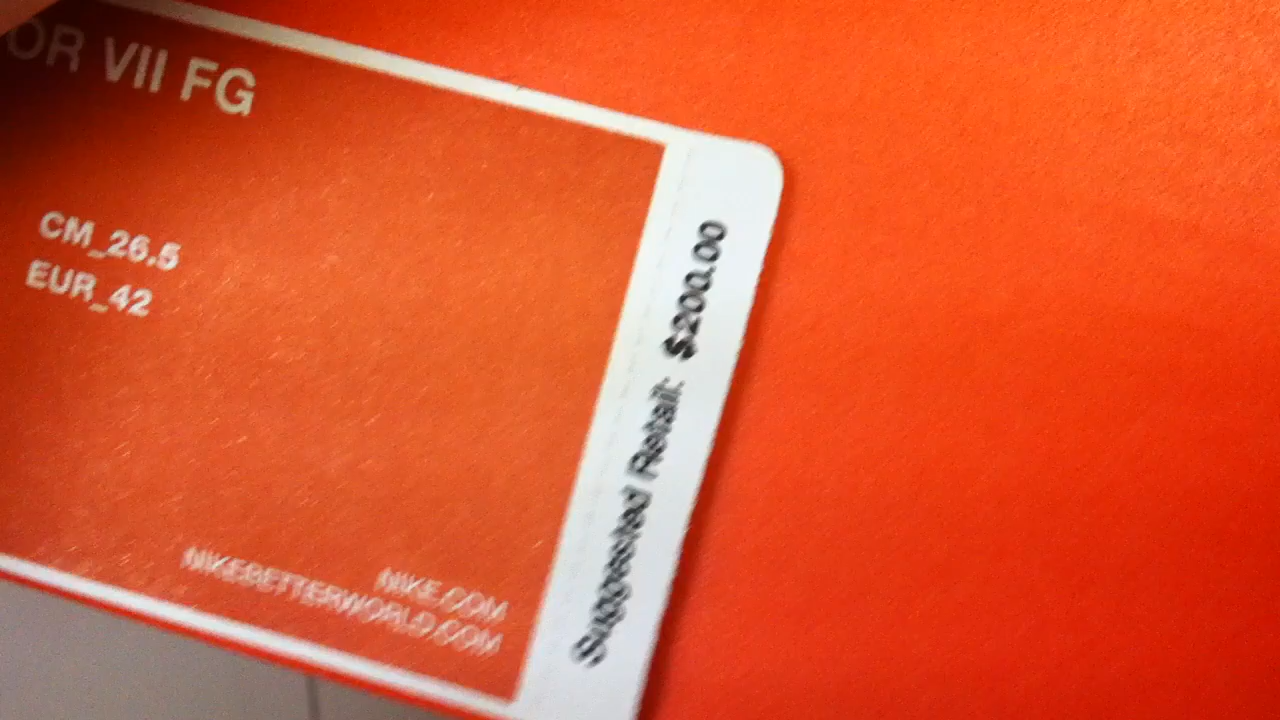 OR VII FG
CM_26.5
EUR_42
NIKE.COM
NIKEBETTERWORLD.COM
Suggested Retail: $200.00